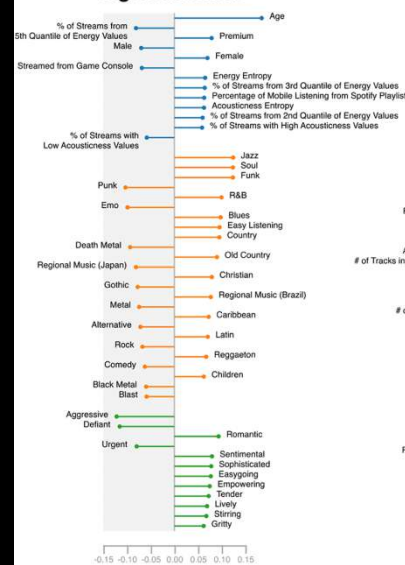 Age
% of Streams from
5th Quantile of Energy Values
Premium
Male
Female
Streamed from Game Console
Energy Entropy
% of Streams from 3rd Quantile of Energy Values
Percentage of Mobile Listening from Spotify Playlist
Acousticness Entropy
% of Streams from 2nd Quantile of Energy Values
% of Streams with High Acousticness Values
% of Streams with
Low Acousticness Values
Jazz
Soul
Funk
Punk
R&B
Emo
Blues
Easy Listening
Country
Death Metal
Old Country
Regional Music (Japan)
Christian
Gothic
Regional Music (Brazil)
Metal
Caribbean
Alternative
Latin
Rock
Reggaeton
Comedy
Children
Black Metal
Blast
Aggressive
Defiant
Romantic
Urgent
Sentimental
Sophisticated
Easygoing
Empowering
Tender
Lively
Stirring
Gritty
-0.15 -0.10 -0.05 0.00 0.05 0.10 0.15
# of Tracks in